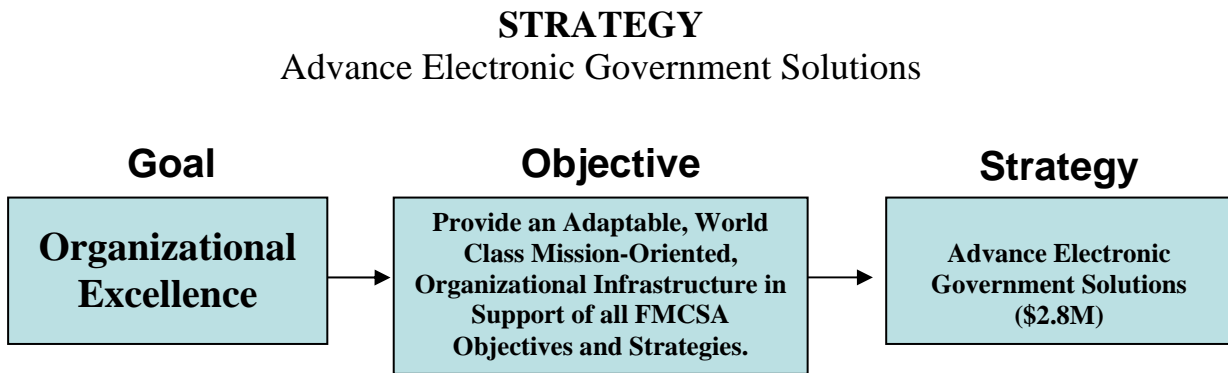 STRATEGY
Advance Electronic Government Solutions
Goal
Objective
Strategy
Organizational
Excellence
Provide an Adaptable, World
Class Mission-Oriented,
Organizational Infrastructure in
Support of all FMCSA
Objectives and Strategies.
Advance Electronic
Government Solutions
($2.8M)